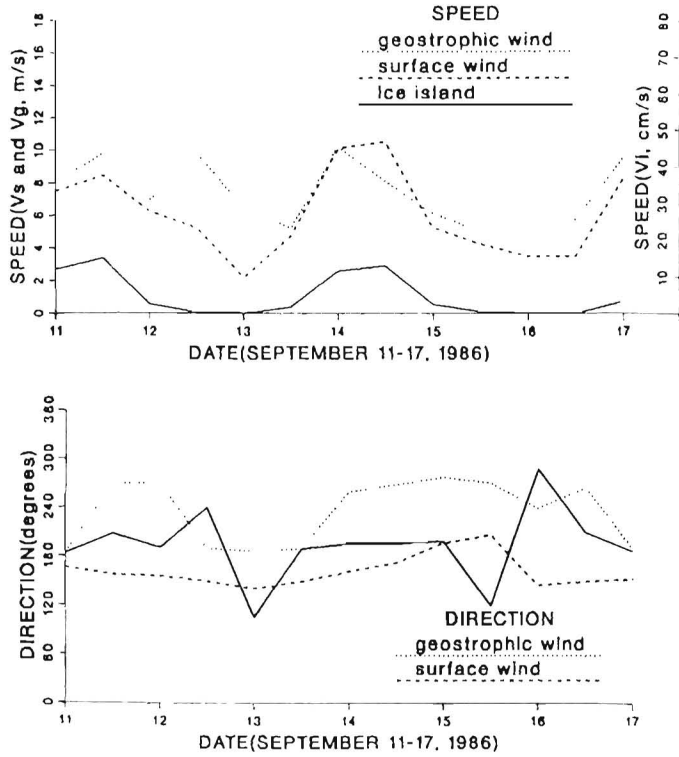 SPEED
geostrophic wind
surface wind
Ice island
SPEED(Vs and Vg, m/s)
0 2 4 6 8 10 12 14 16 18
SPEED(Vi, cm/s)
10 20 30 40 50 60 70 80
11 12 13 14 15 16 17
DATE(SEPTEMBER 11-17, 1986)
DIRECTION(degrees)
0 60 120 180 240 300 360
DIRECTION
geostrophic wind
surface wind
11 12 13 14 15 16 17
DATE(SEPTEMBER 11-17, 1986)